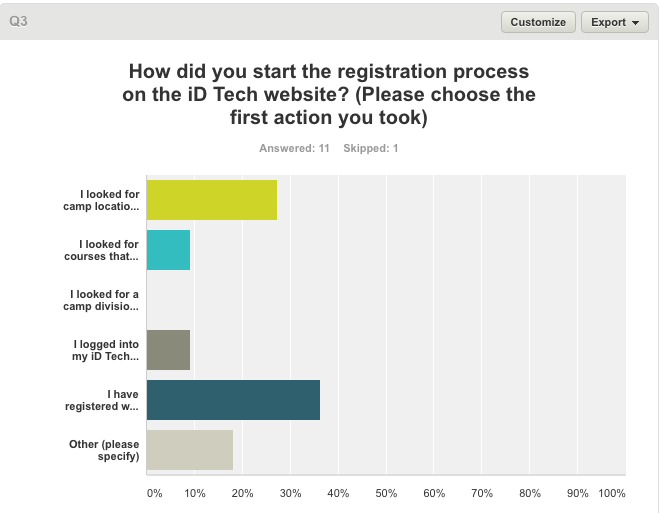 Q3
Customize
Export
How did you start the registration process
on the iD Tech website? (Please choose the
first action you took)
Answered: 11 Skipped: 1
I looked for
camp locatio...
I looked for
courses that...
I looked for a
camp divisio...
I logged into
my iD Tech...
I have
registered w...
Other (please
specify)
0% 10% 20% 30% 40% 50% 60% 70% 80% 90% 100%